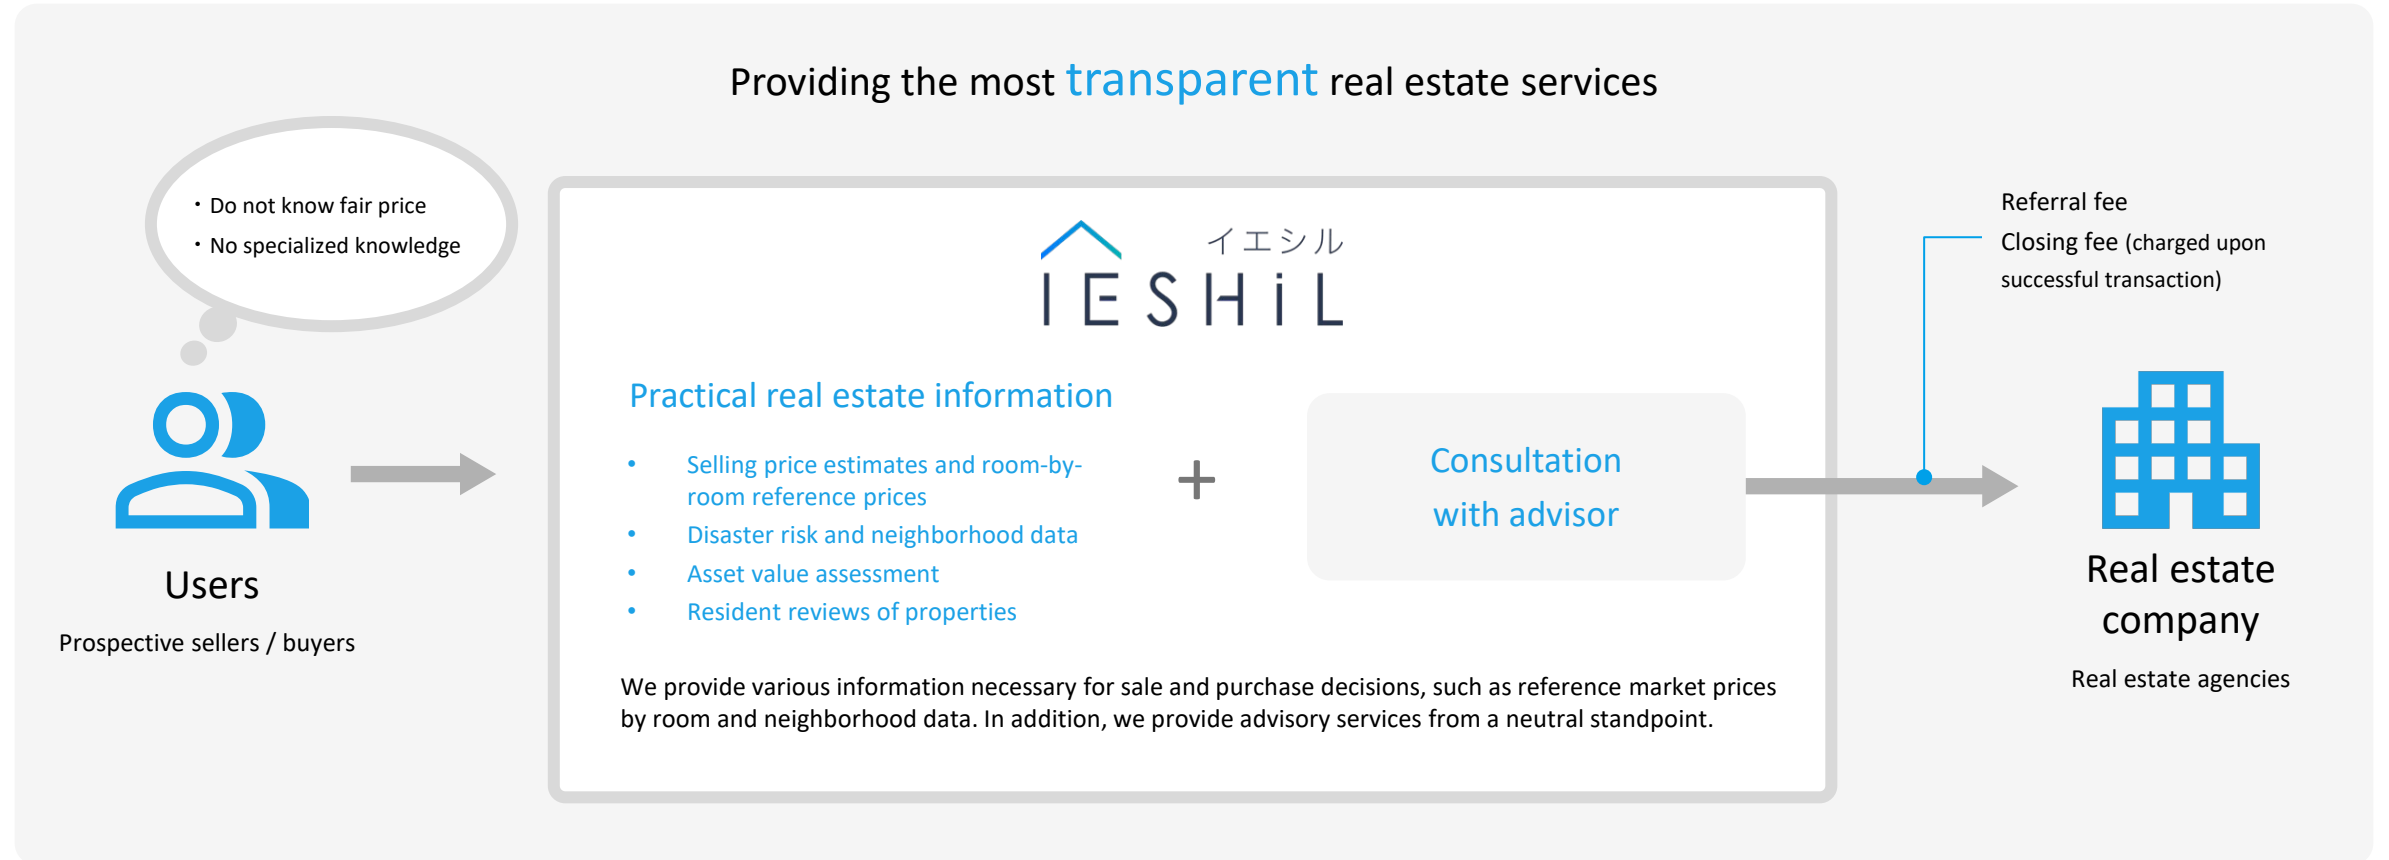 Providing the most transparent real estate services
・Do not know fair price
・No specialized knowledge
Users
Prospective sellers / buyers
イエシル
IESHiL
Practical real estate information
• Selling price estimates and room-by-
room reference prices
• Disaster risk and neighborhood data
• Asset value assessment
• Resident reviews of properties
+
Consultation
with advisor
We provide various information necessary for sale and purchase decisions, such as reference market prices
by room and neighborhood data. In addition, we provide advisory services from a neutral standpoint.
Referral fee
Closing fee (charged upon
successful transaction)
Real estate
company
Real estate agencies